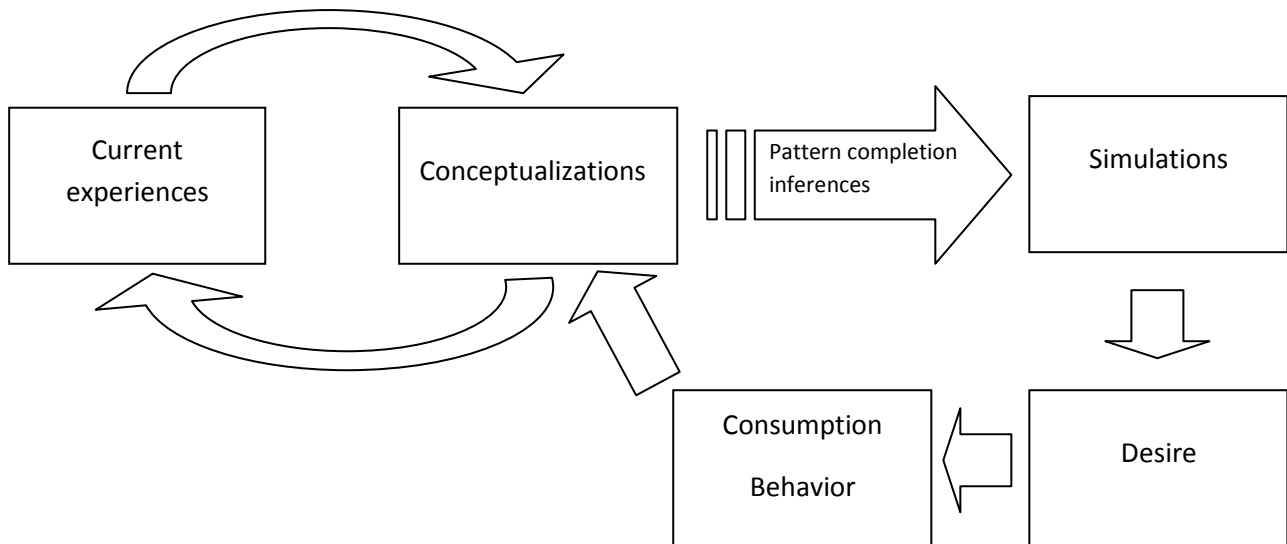 Current
experiences
Conceptualizations
Pattern completion
inferences
Simulations
Consumption
Behavior
Desire